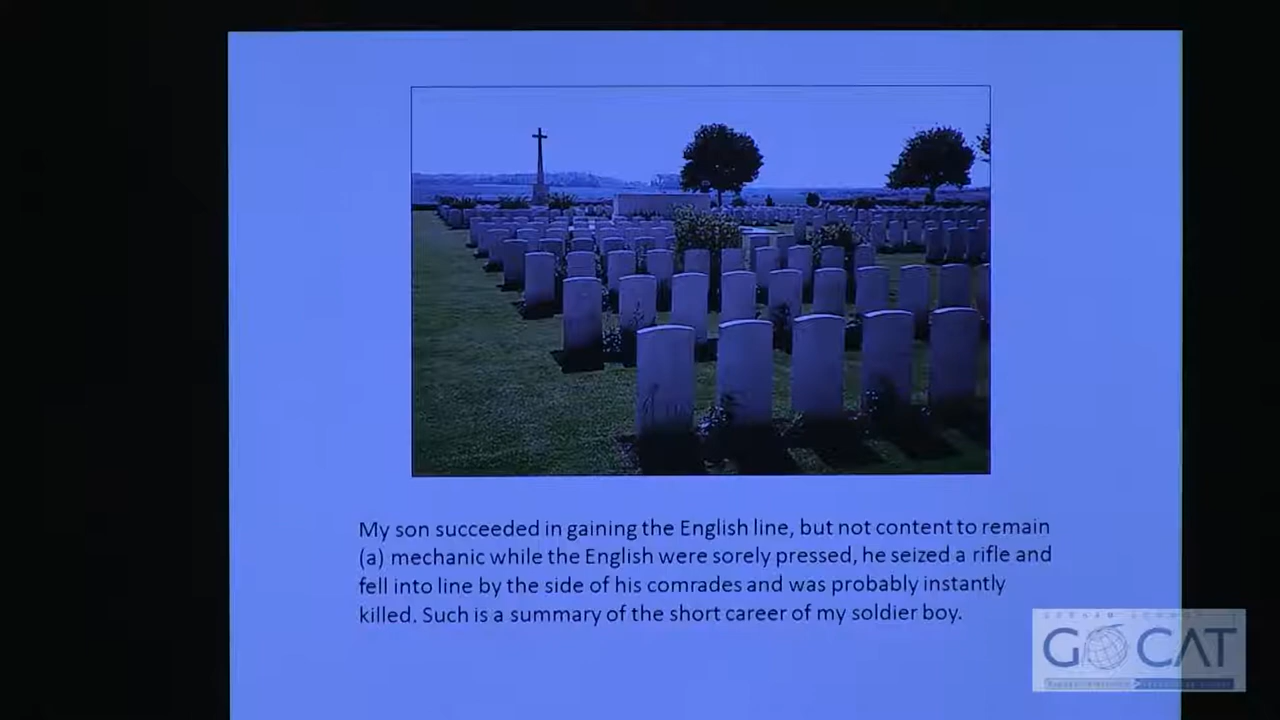 My son succeeded in gaining the English line, but not content to remain
(a) mechanic while the English were sorely pressed, he seized a rifle and
fell into line by the side of his comrades and was probably instantly
killed. Such is a summary of the short career of my soldier boy.
GOCAT